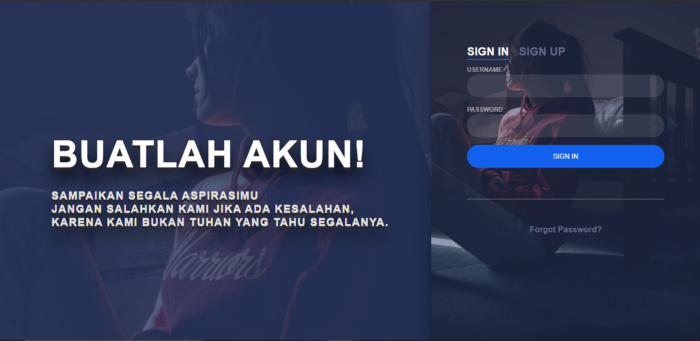 BUATLAH AKUN!
SAMPAIKAN SEGALA ASPIRASIMU
JANGAN SALAHKAN KAMI JIKA ADA KESALAHAN,
KARENA KAMI BUKAN TUHAN YANG TAHU SEGALANYA.
Warriors
SIGN IN SIGN UP
USERNAME
PASSWORD
SIGN IN
Forgot Password?